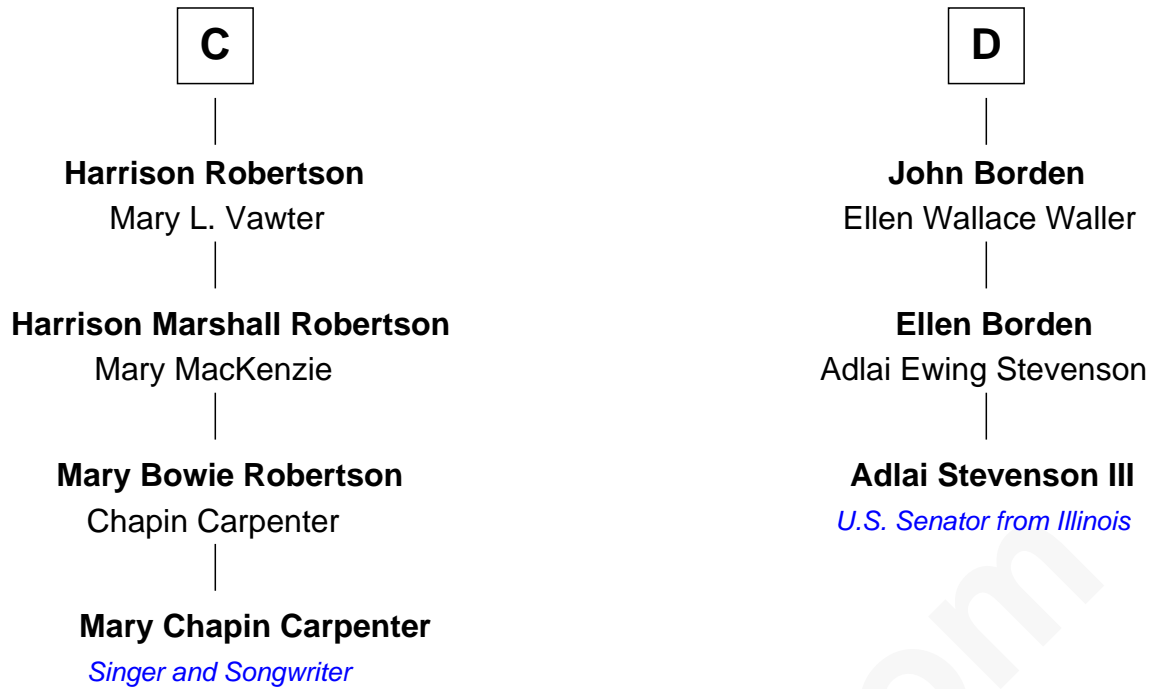 C
Harrison Robertson
Mary L. Vawter
Harrison Marshall Robertson
Mary MacKenzie
Mary Bowie Robertson
Chapin Carpenter
Mary Chapin Carpenter
Singer and Songwriter
D
John Borden
Ellen Wallace Waller
Ellen Borden
Adlai Ewing Stevenson
Adlai Stevenson III
U.S. Senator from Illinois
om